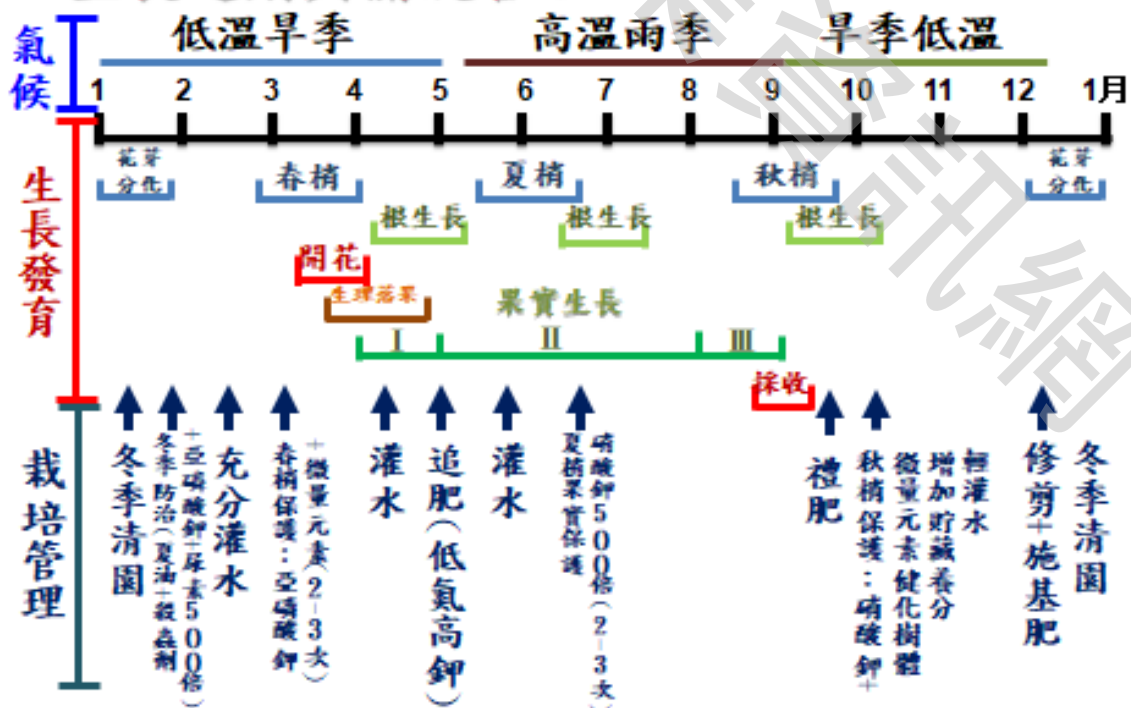 氣候
低溫旱季
高溫雨季
旱季低溫
1 2 3 4 5 6 7 8 9 10 11 12 1月
生長發育
花芽
分化
春梢
夏梢
秋梢
花芽
分化
根生長
根生長
根生長
開花
生理落果
果實生長
I
II
III
採收
栽培管理
冬季清園
冬季防治(夏油+殺蟲劑
+亞磷酸鉀+尿素500倍)
充分灌水
春梢保護：亞磷酸鉀
+微量元素(2-3次)
灌水
追肥(低氮高鉀)
灌水
夏梢果實保護
硝酸鉀500倍(2-3次)
禮肥
秋梢保護：硝酸鉀+
微量元素健化樹體
增加貯藏養分
輕灌水
修剪+施基肥
冬季清園
資訊網